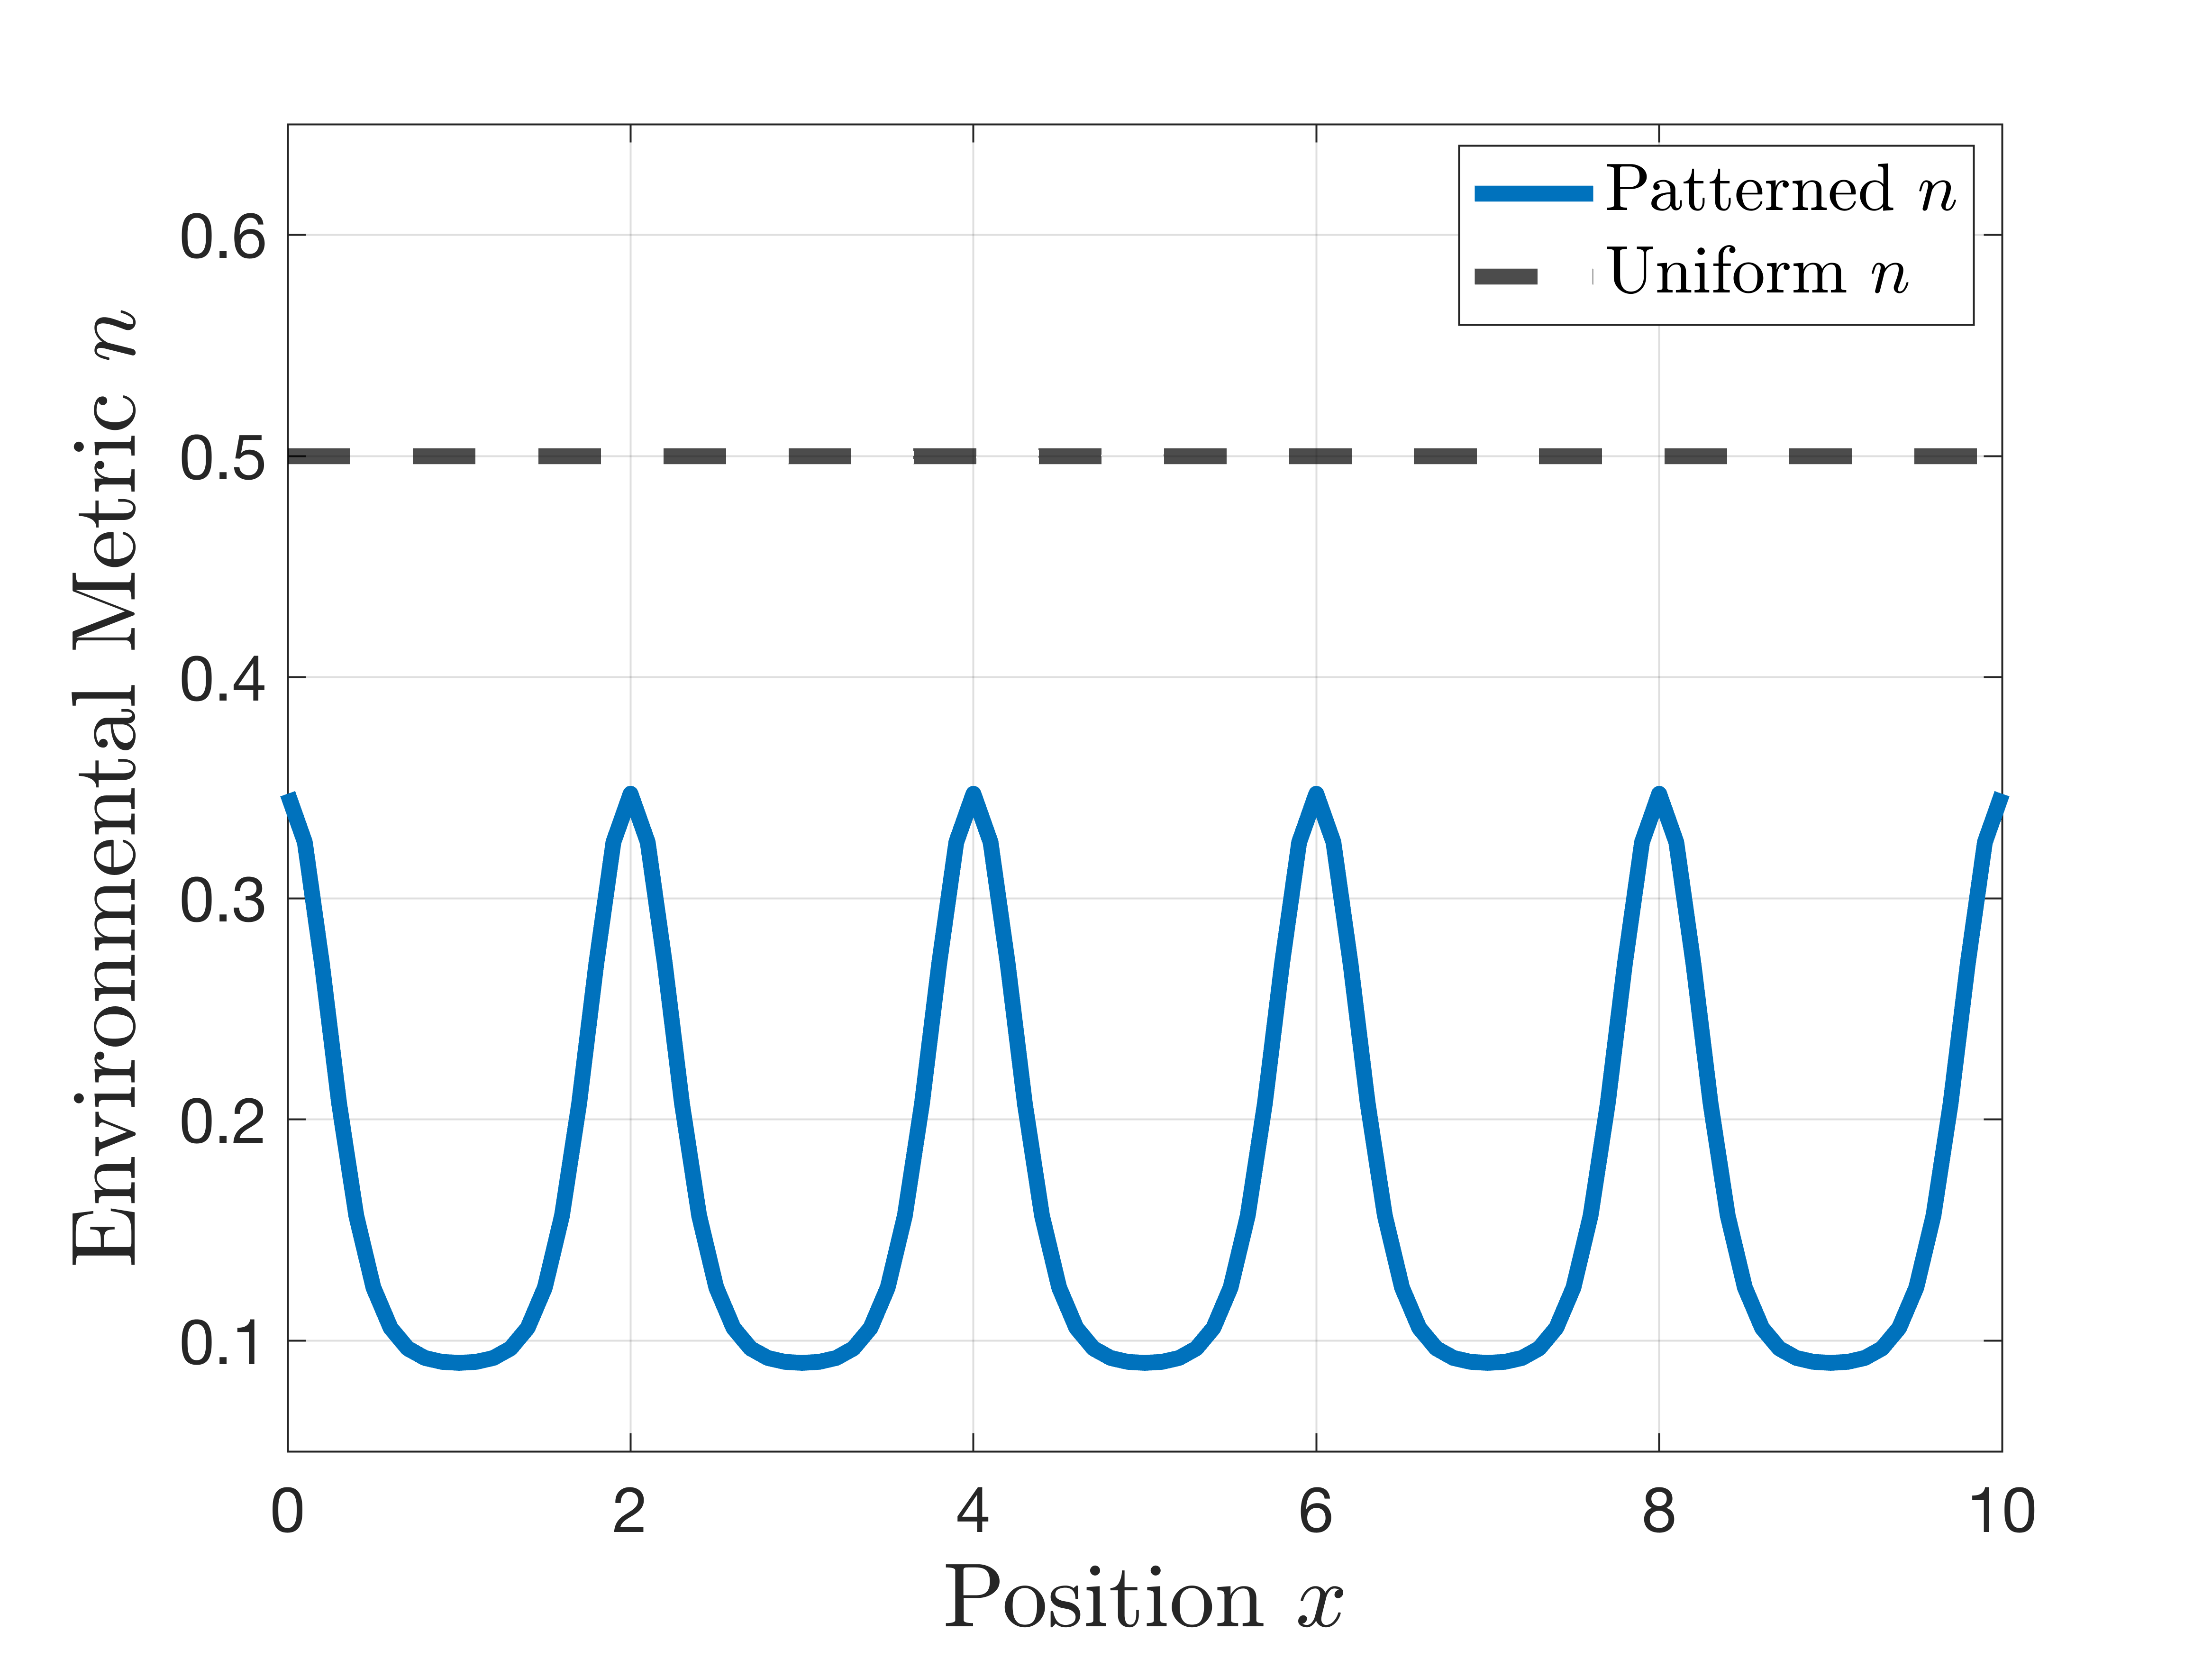 Patterned n
Uniform n
Environmental Metric n
0.6
0.5
0.4
0.3
0.2
0.1
0 2 4 6 8 10
Position x